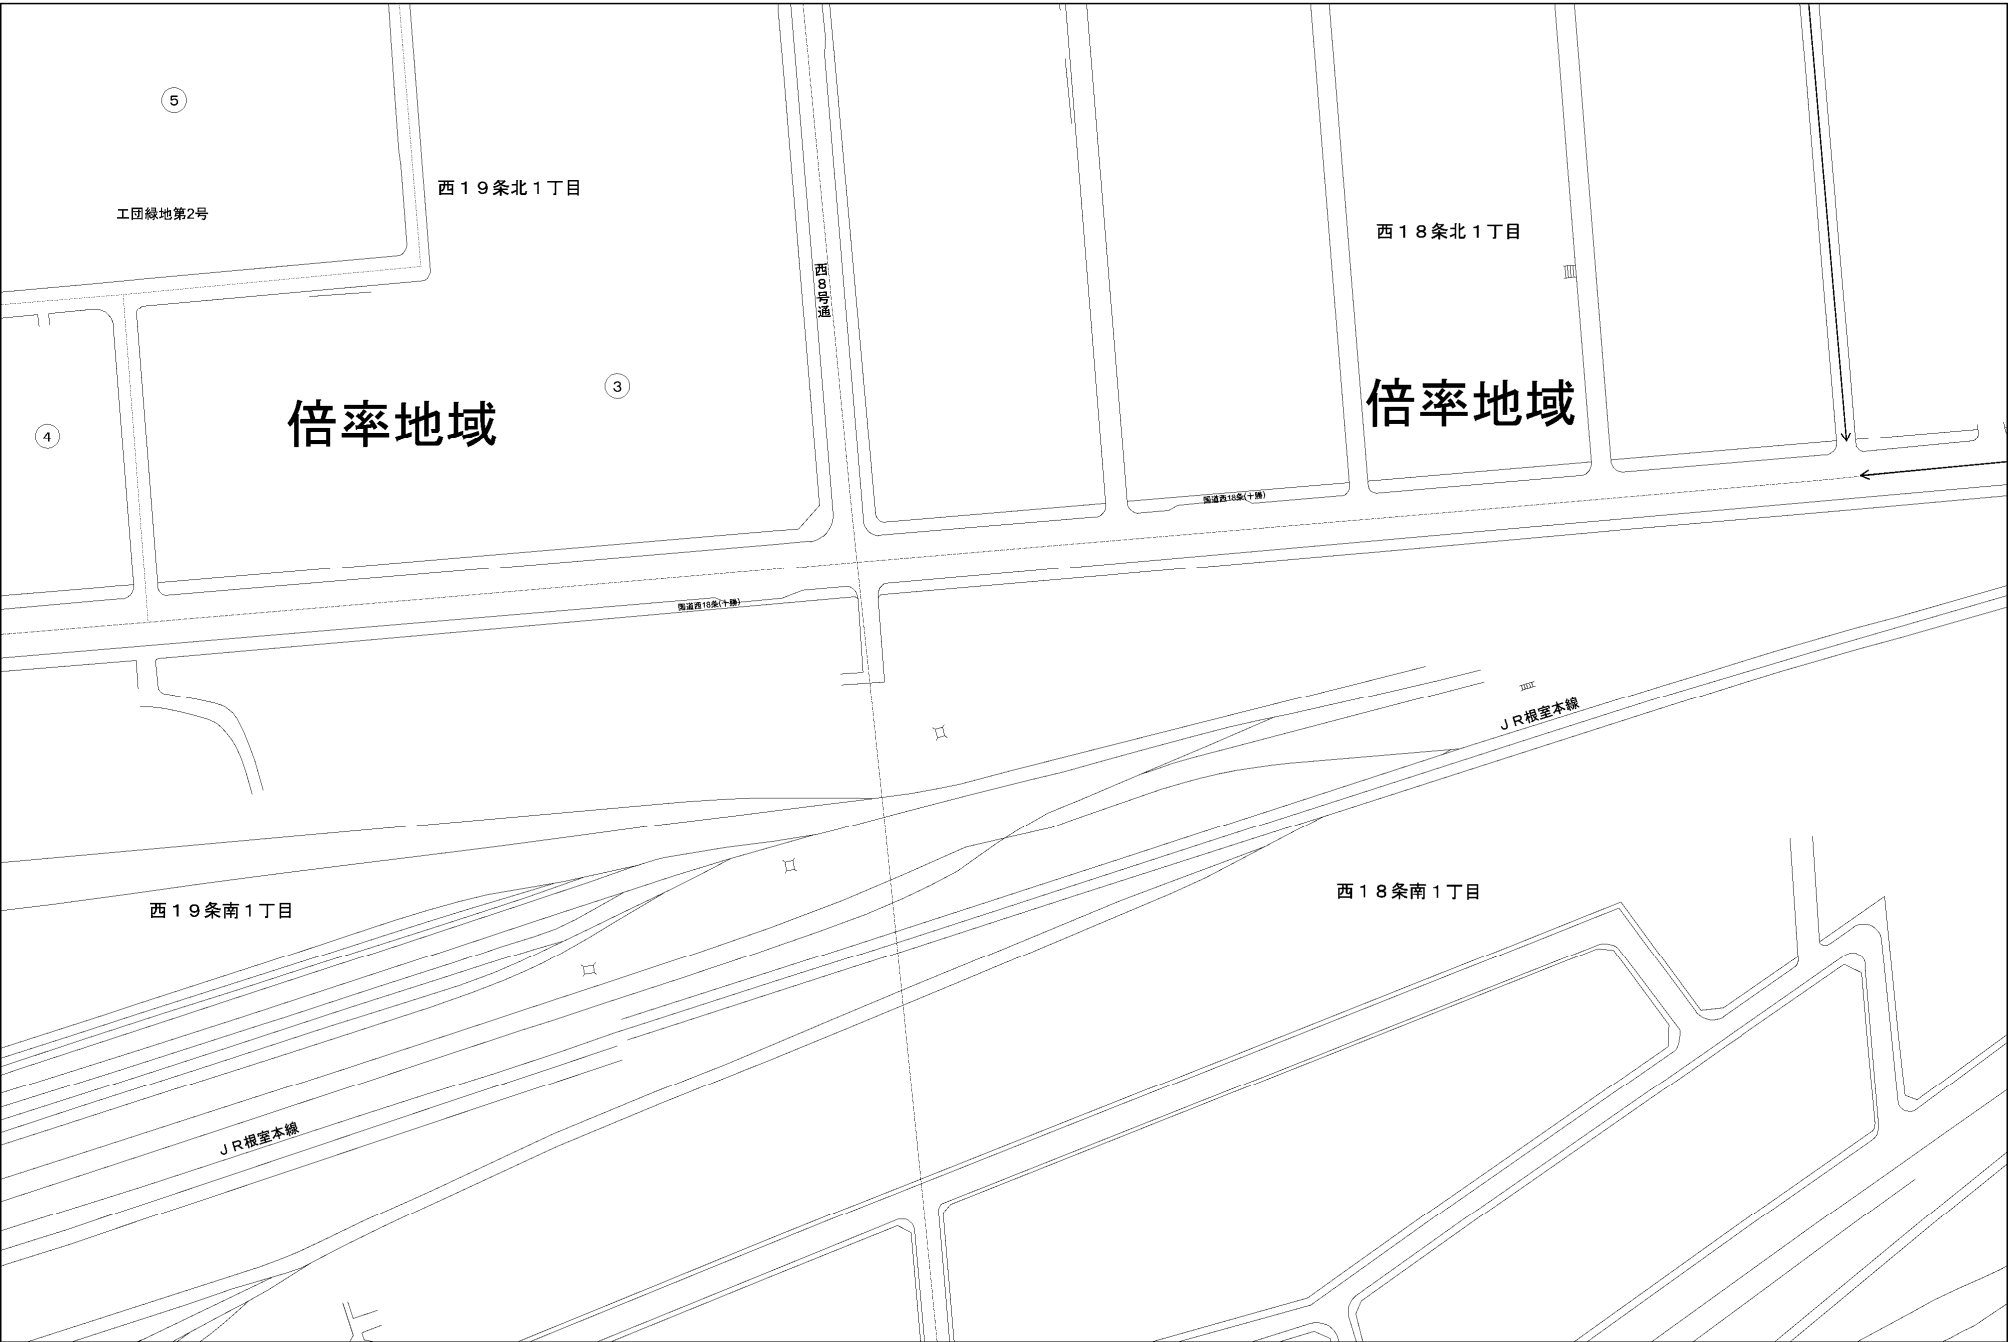 5
西１９条北１丁目
工団緑地第2号
西１８条北１丁目
西8号通
3
倍率地域
倍率地域
4
国道西18条(十勝)
国道西18条(十勝)
ＪＲ根室本線
西１９条南１丁目
西１８条南１丁目
ＪＲ根室本線